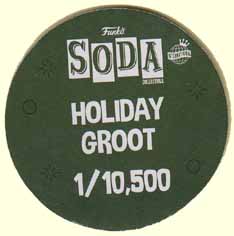 Funko
SODA
COLLECTIBLE
HOLIDAY
GROOT
1/10,500